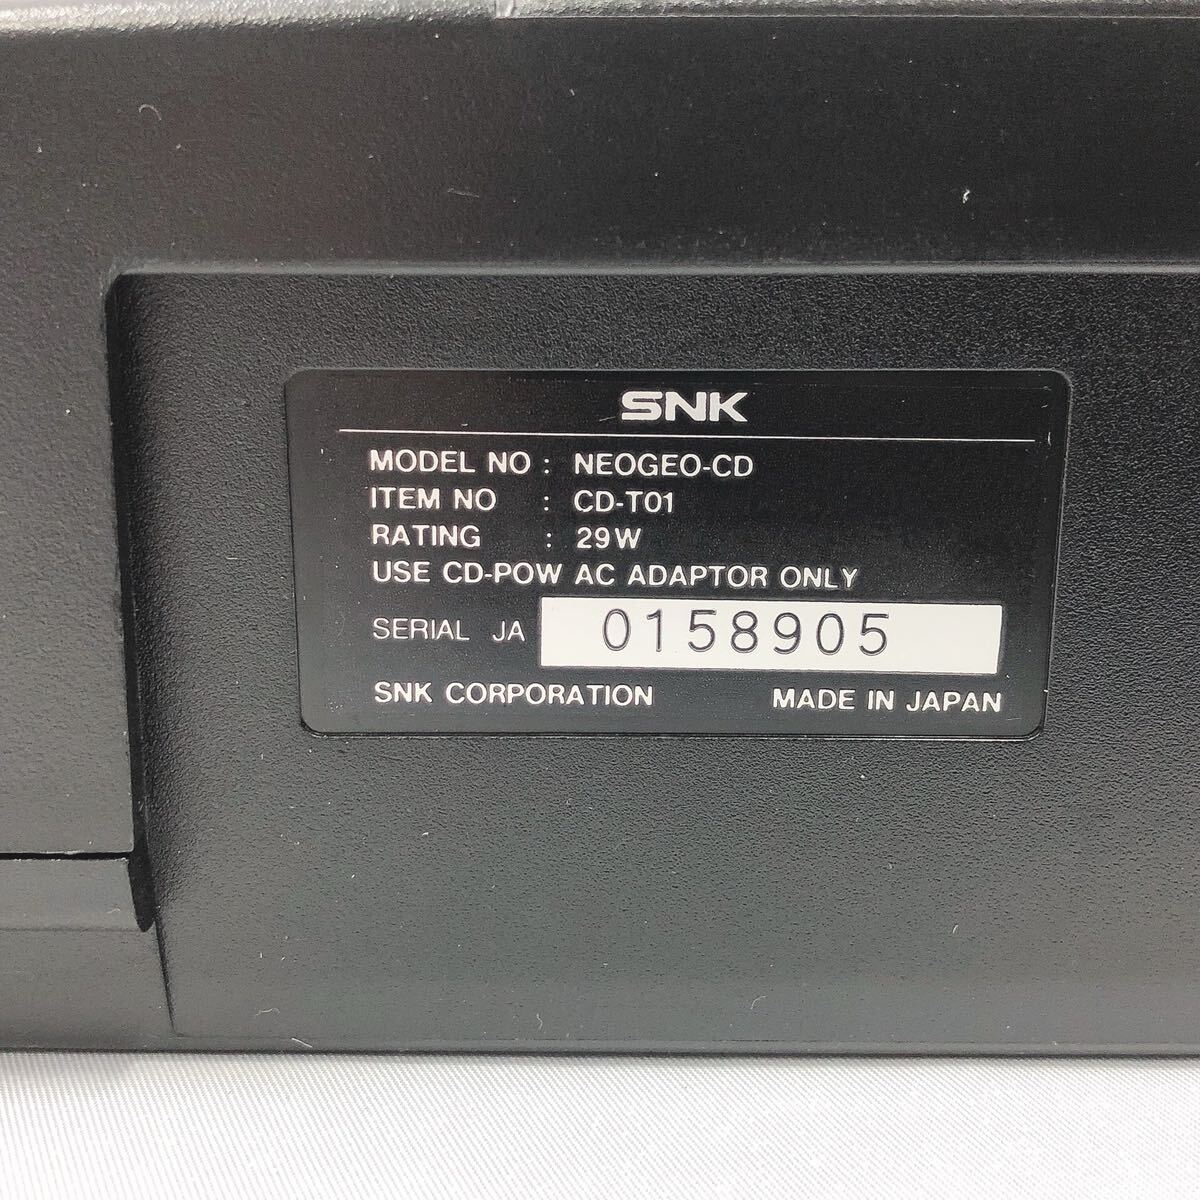 SNK
MODEL NO : NEOGEO-CD
ITEM NO : CD-T01
RATING : 29W
USE CD-POW AC ADAPTOR ONLY
SERIAL JA 0158905
SNK CORPORATION MADE IN JAPAN